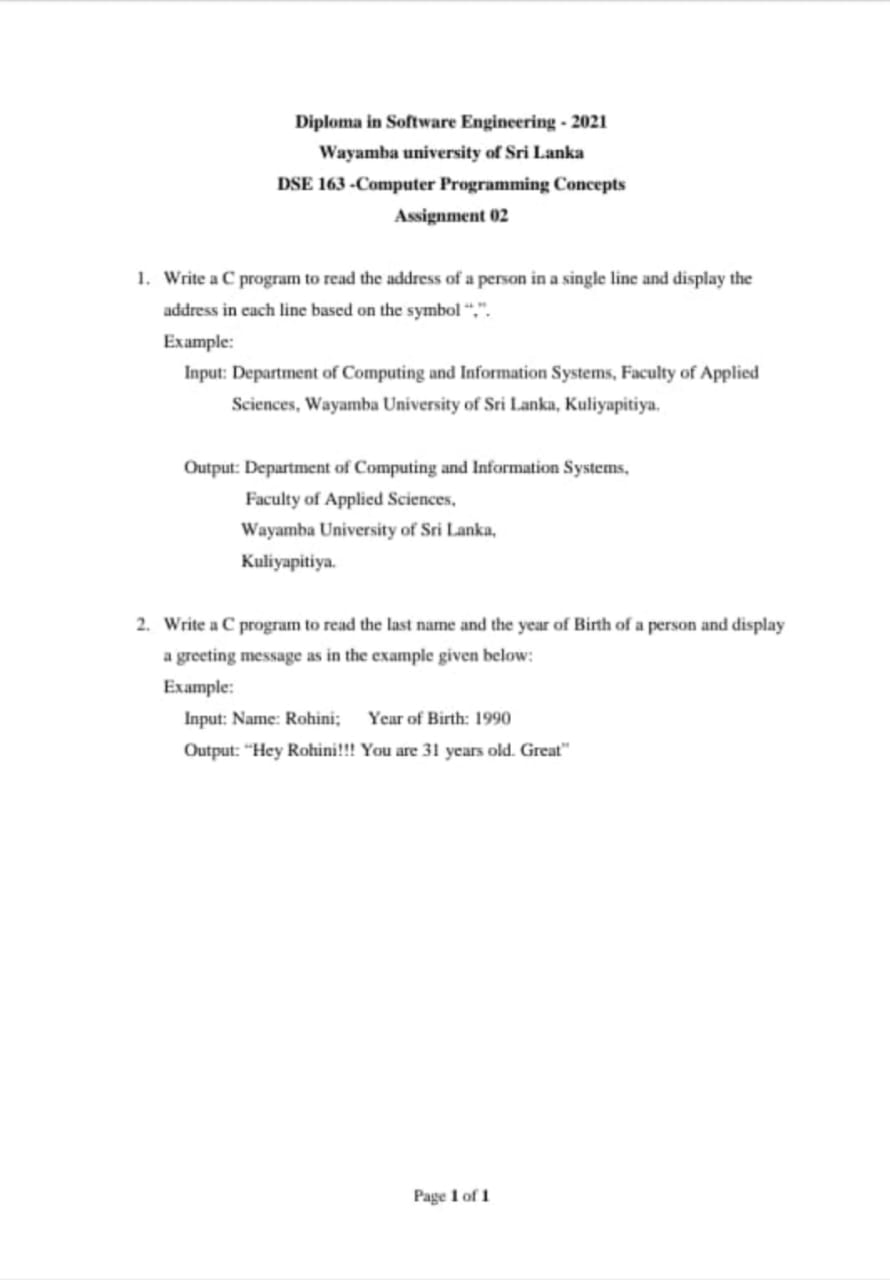 Diploma in Software Engineering - 2021
Wayamba university of Sri Lanka
DSE 163 -Computer Programming Concepts
Assignment 02
1. Write a C program to read the address of a person in a single line and display the
address in each line based on the symbol “,”.
Example:
Input: Department of Computing and Information Systems, Faculty of Applied
Sciences, Wayamba University of Sri Lanka, Kuliyapitiya.
Output: Department of Computing and Information Systems,
Faculty of Applied Sciences,
Wayamba University of Sri Lanka,
Kuliyapitiya.
2. Write a C program to read the last name and the year of Birth of a person and display
a greeting message as in the example given below:
Example:
Input: Name: Rohini; Year of Birth: 1990
Output: “Hey Rohini!!! You are 31 years old. Great”
Page 1 of 1